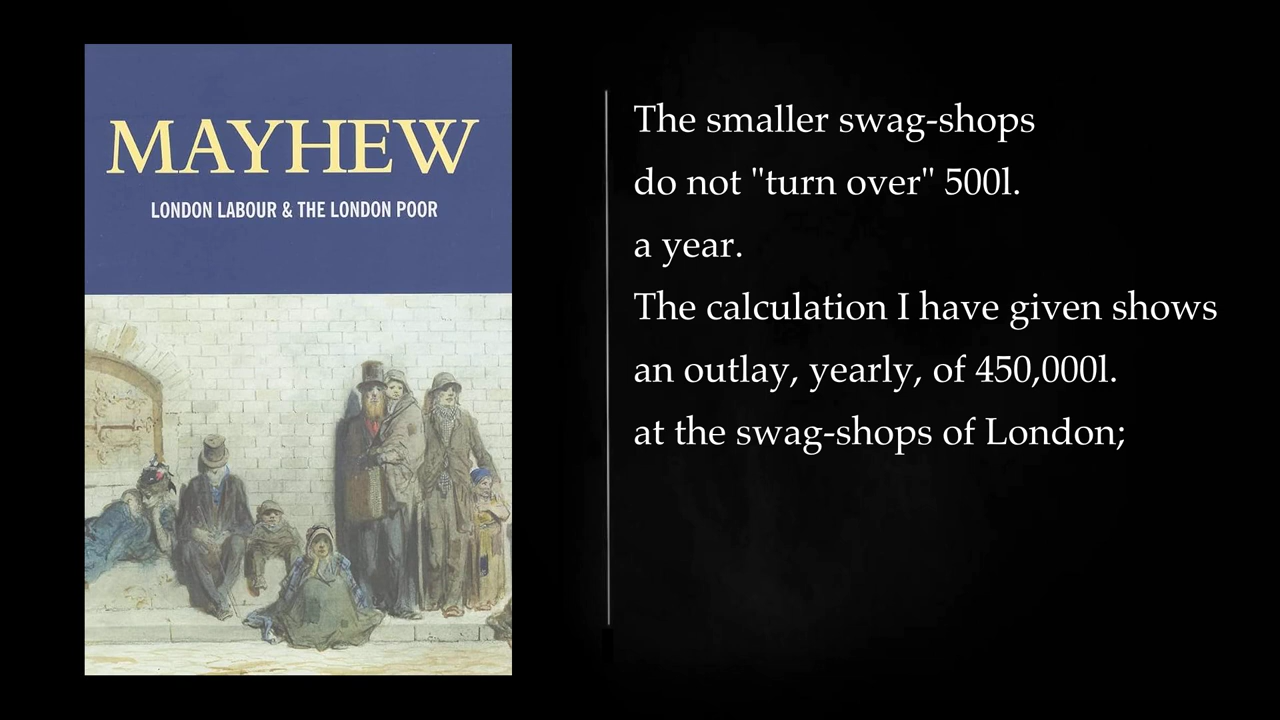 MAYHEW
LONDON LABOUR & THE LONDON POOR
The smaller swag-shops
do not "turn over" 500l.
a year.
The calculation I have given shows
an outlay, yearly, of 450,000l.
at the swag-shops of London;